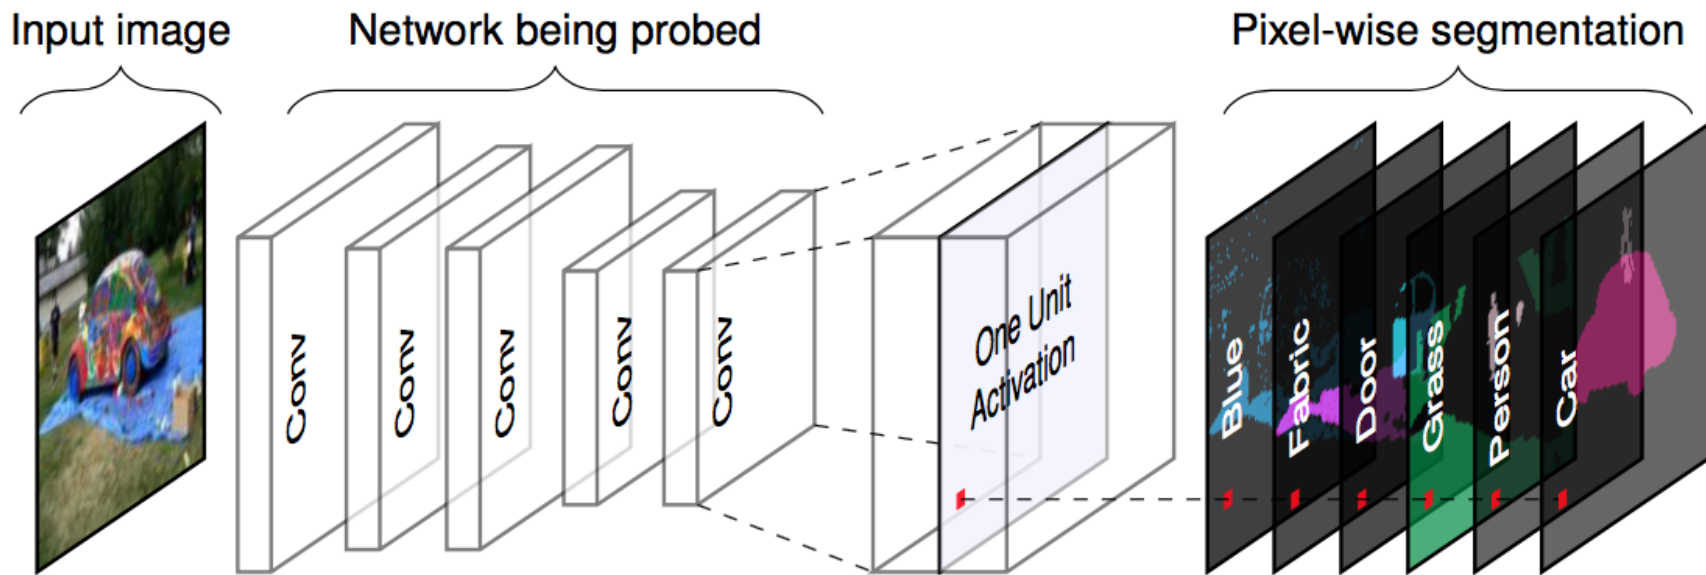 Input image
Network being probed
Pixel-wise segmentation
Conv
Conv
Conv
Conv
Conv
One Unit
Activation
Blue
Fabric
Door
Grass
Person
Car